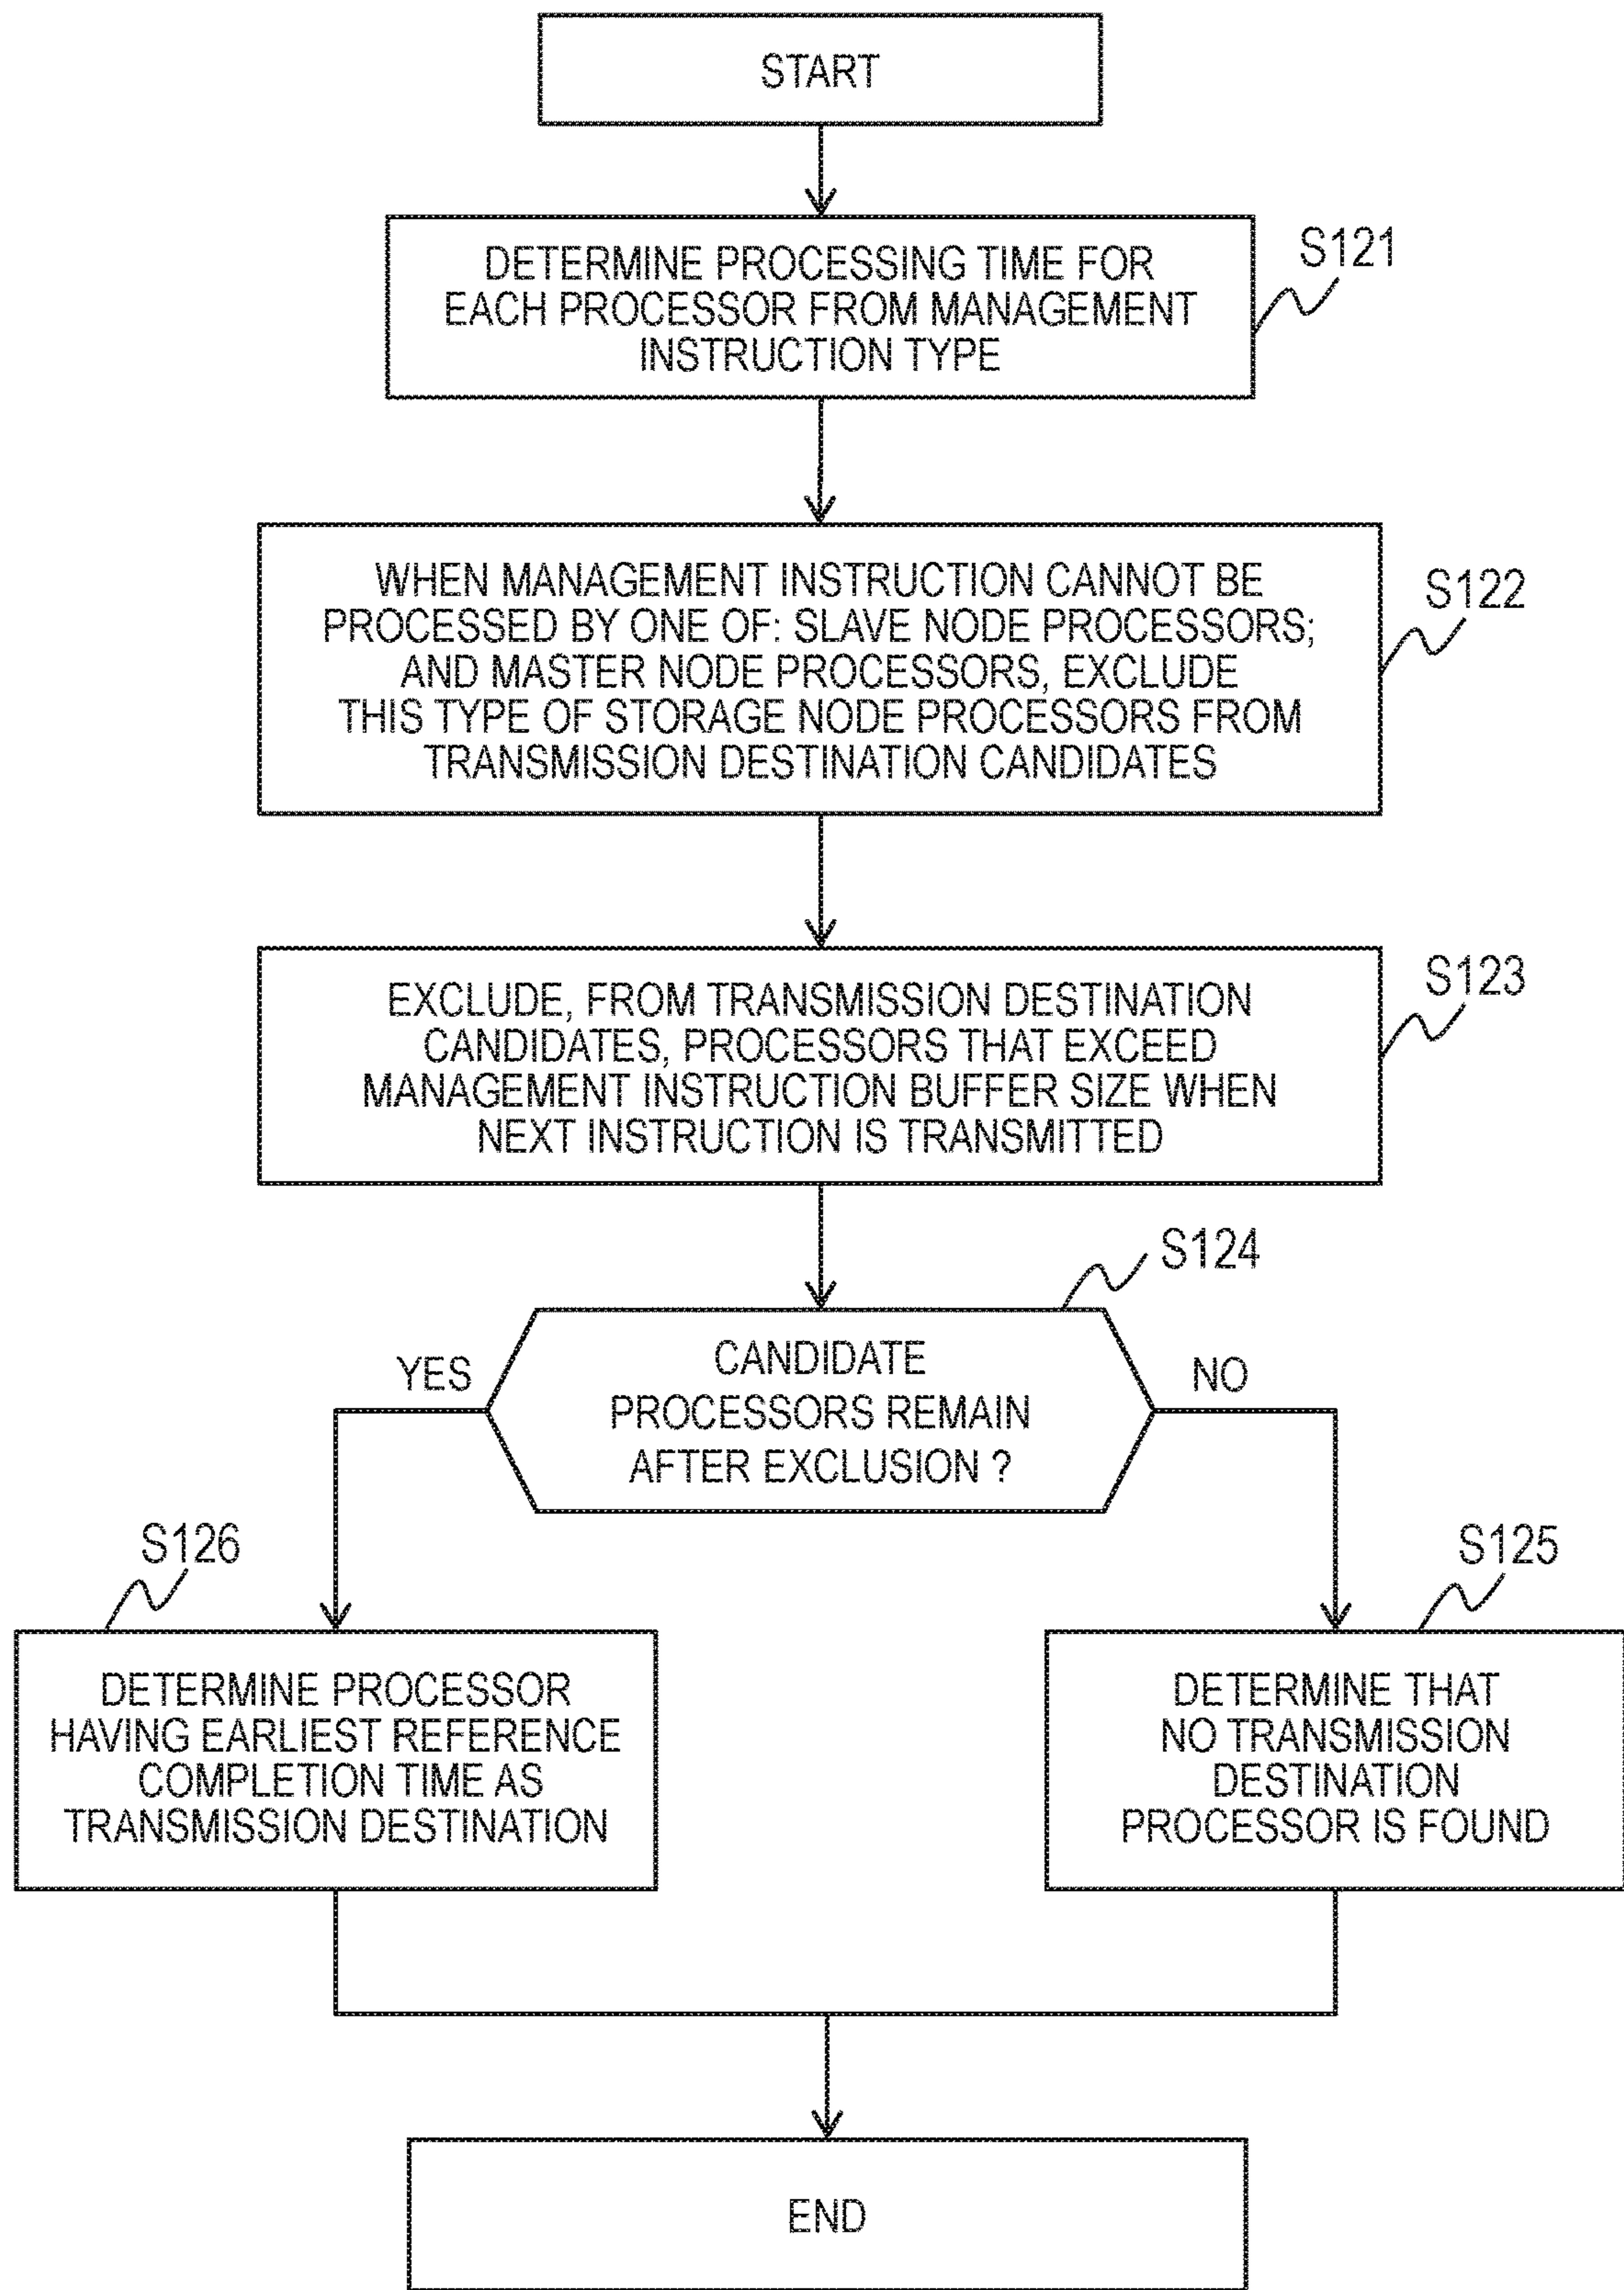 START
DETERMINE PROCESSING TIME FOR
EACH PROCESSOR FROM MANAGEMENT
INSTRUCTION TYPE
S121
WHEN MANAGEMENT INSTRUCTION CANNOT BE
PROCESSED BY ONE OF: SLAVE NODE PROCESSORS;
AND MASTER NODE PROCESSORS, EXCLUDE
THIS TYPE OF STORAGE NODE PROCESSORS FROM
TRANSMISSION DESTINATION CANDIDATES
S122
EXCLUDE, FROM TRANSMISSION DESTINATION
CANDIDATES, PROCESSORS THAT EXCEED
MANAGEMENT INSTRUCTION BUFFER SIZE WHEN
NEXT INSTRUCTION IS TRANSMITTED
S123
S124
CANDIDATE
PROCESSORS REMAIN
AFTER EXCLUSION ?
YES
NO
S126
DETERMINE PROCESSOR
HAVING EARLIEST REFERENCE
COMPLETION TIME AS
TRANSMISSION DESTINATION
S125
DETERMINE THAT
NO TRANSMISSION
DESTINATION
PROCESSOR IS FOUND
END